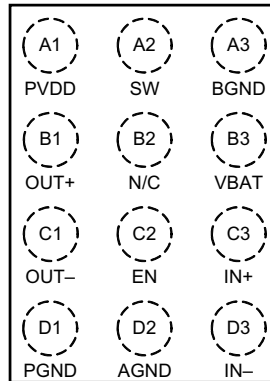 A1 A2 A3
PVDD SW BGND
B1 B2 B3
OUT+ N/C VBAT
C1 C2 C3
OUT– EN IN+
D1 D2 D3
PGND AGND IN–